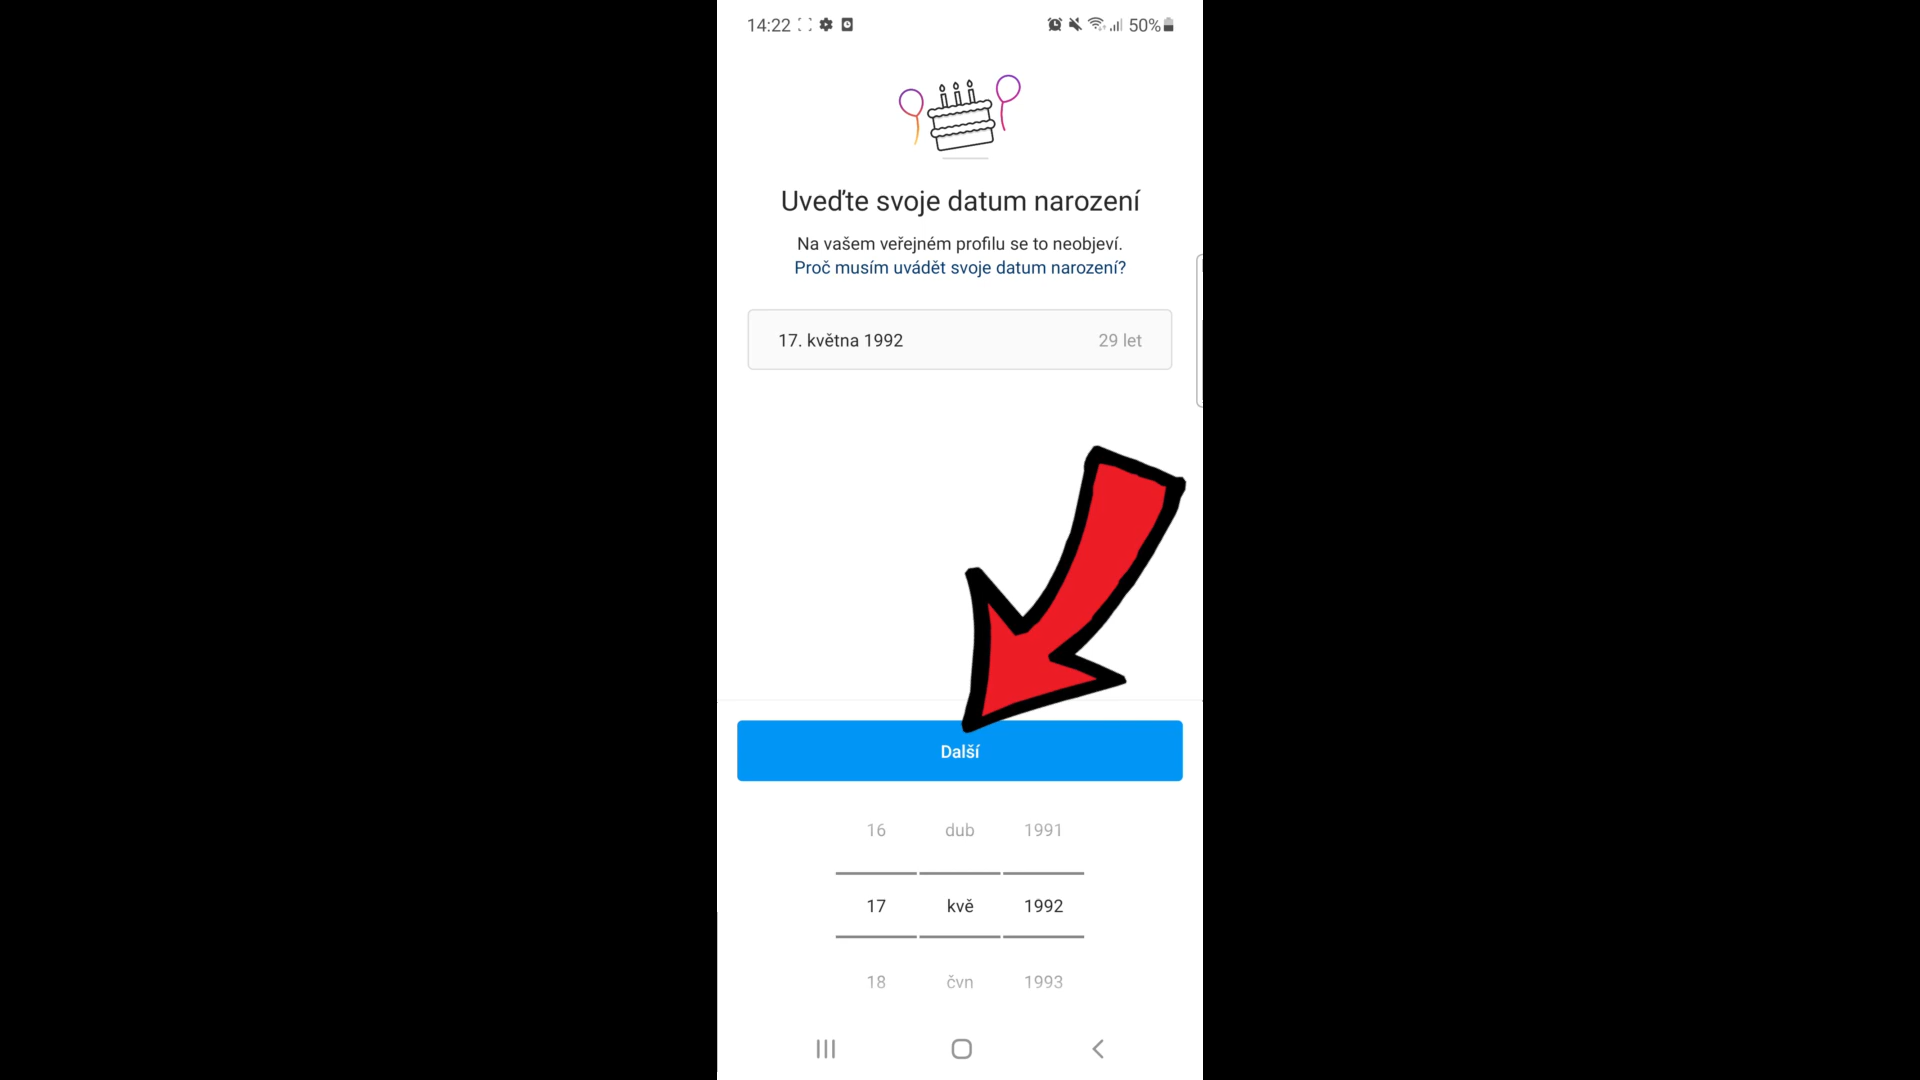 14:22
50%
Uveďte svoje datum narození
Na vašem veřejném profilu se to neobjeví.
Proč musím uvádět svoje datum narození?
17. května 1992 29 let
Další
16 dub 1991
17 kvě 1992
18 čvn 1993